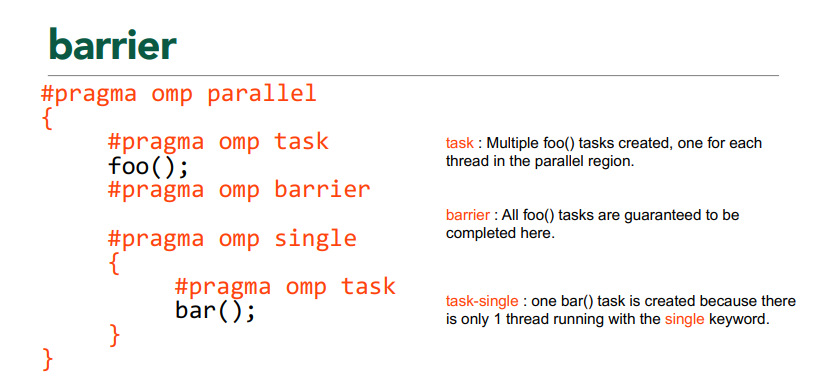 barrier
#pragma omp parallel
{
#pragma omp task
foo();
#pragma omp barrier
#pragma omp single
{
#pragma omp task
bar();
}
}
task : Multiple foo() tasks created, one for each
thread in the parallel region.
barrier : All foo() tasks are guaranteed to be
completed here.
task-single : one bar() task is created because there
is only 1 thread running with the single keyword.